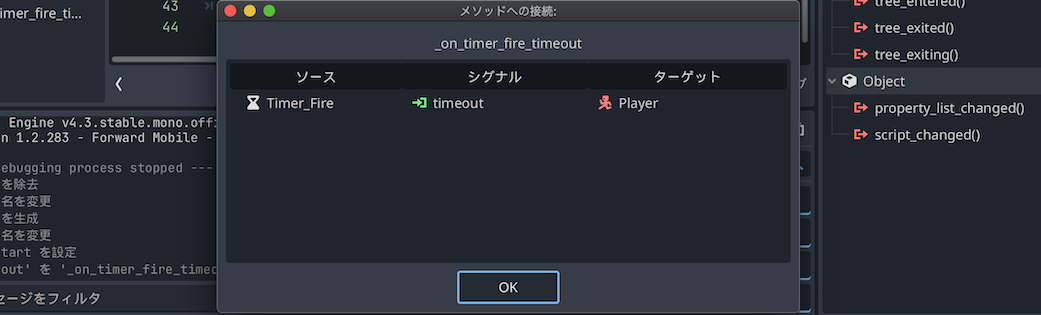 メソッドへの接続:
imer_fire_ti...
43
44
_on_timer_fire_timeout
ソース シグナル ターゲット
Timer_Fire timeout Player
Engine v4.3.stable.mono.offi
n 1.2.283 - Forward Mobile -
ebugging process stopped ---
を除去
名を変更
を生成
名を変更
tart を設定
out' を '_on_timer_fire_timeo
セージをフィルタ
OK
tree_entered()
tree_exited()
tree_exiting()
Object
property_list_changed()
script_changed()